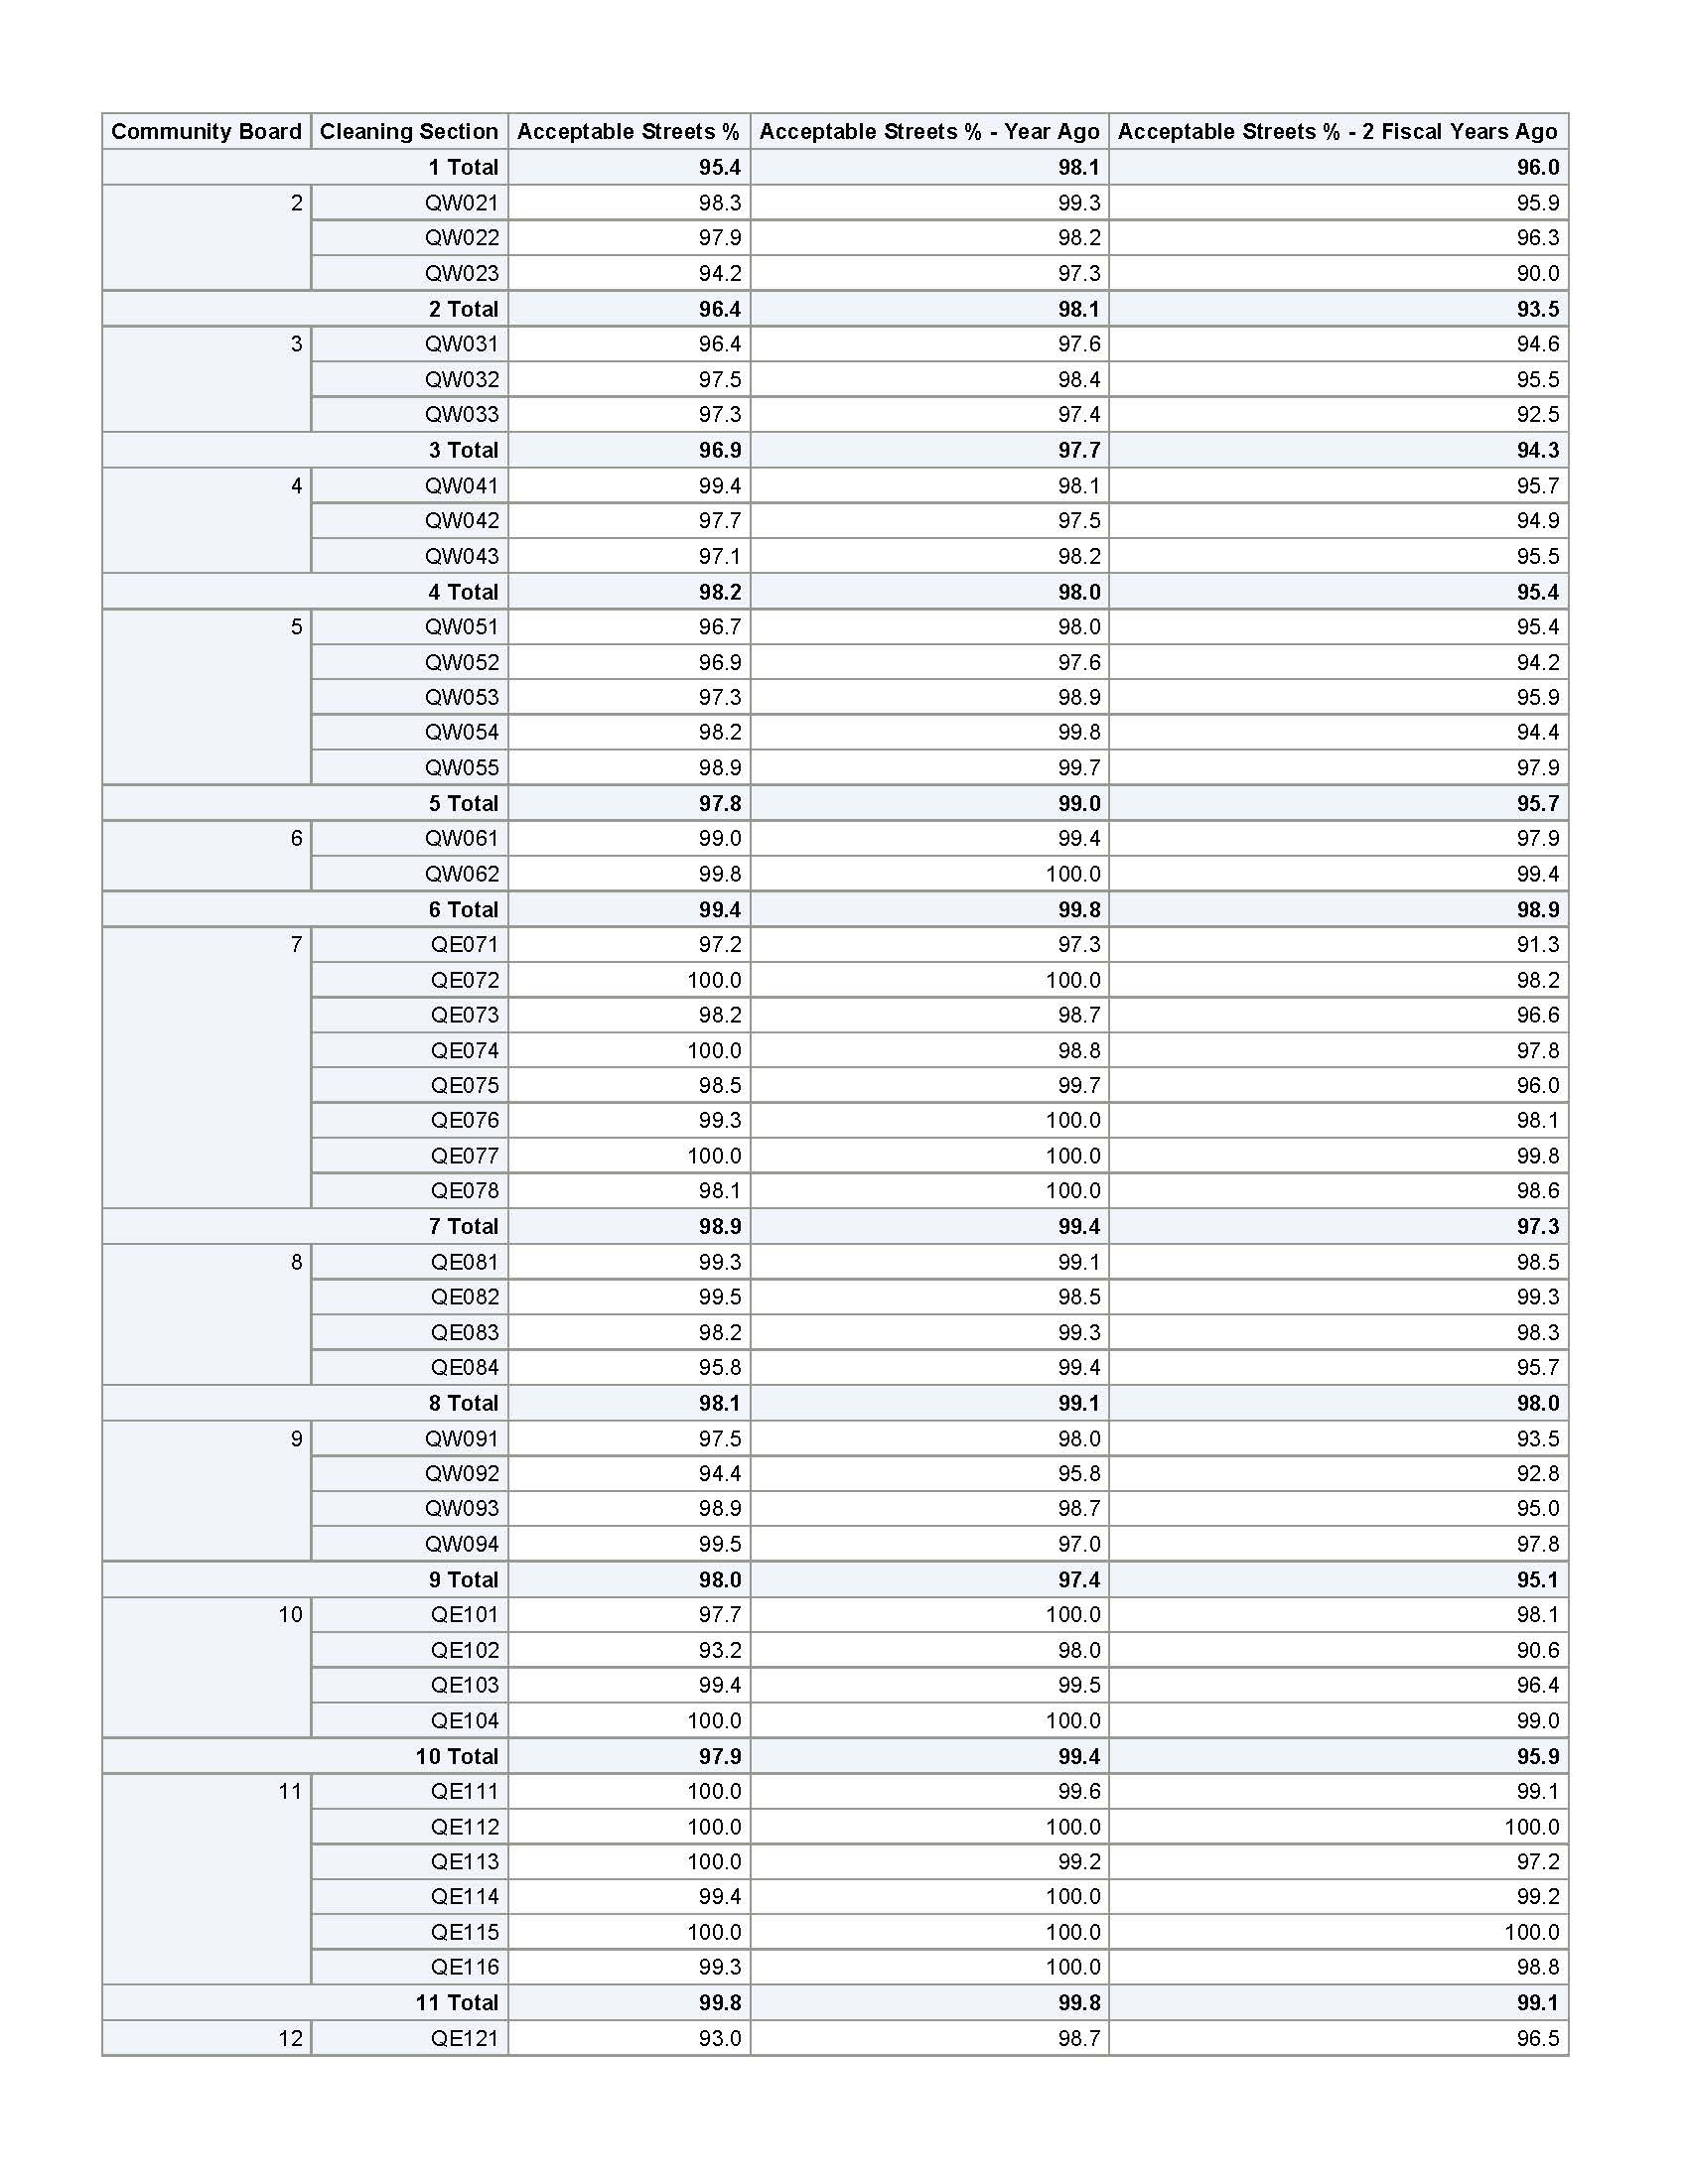 Community Board Cleaning Section Acceptable Streets % Acceptable Streets % - Year Ago Acceptable Streets % - 2 Fiscal Years Ago
1 Total 95.4 98.1 96.0
2 QW021 98.3 99.3 95.9
QW022 97.9 98.2 96.3
QW023 94.2 97.3 90.0
2 Total 96.4 98.1 93.5
3 QW031 96.4 97.6 94.6
QW032 97.5 98.4 95.5
QW033 97.3 97.4 92.5
3 Total 96.9 97.7 94.3
4 QW041 99.4 98.1 95.7
QW042 97.7 97.5 94.9
QW043 97.1 98.2 95.5
4 Total 98.2 98.0 95.4
5 QW051 96.7 98.0 95.4
QW052 96.9 97.6 94.2
QW053 97.3 98.9 95.9
QW054 98.2 99.8 94.4
QW055 98.9 99.7 97.9
5 Total 97.8 99.0 95.7
6 QW061 99.0 99.4 97.9
QW062 99.8 100.0 99.4
6 Total 99.4 99.8 98.9
7 QE071 97.2 97.3 91.3
QE072 100.0 100.0 98.2
QE073 98.2 98.7 96.6
QE074 100.0 98.8 97.8
QE075 98.5 99.7 96.0
QE076 99.3 100.0 98.1
QE077 100.0 100.0 99.8
QE078 98.1 100.0 98.6
7 Total 98.9 99.4 97.3
8 QE081 99.3 99.1 98.5
QE082 99.5 98.5 99.3
QE083 98.2 99.3 98.3
QE084 95.8 99.4 95.7
8 Total 98.1 99.1 98.0
9 QW091 97.5 98.0 93.5
QW092 94.4 95.8 92.8
QW093 98.9 98.7 95.0
QW094 99.5 97.0 97.8
9 Total 98.0 97.4 95.1
10 QE101 97.7 100.0 98.1
QE102 93.2 98.0 90.6
QE103 99.4 99.5 96.4
QE104 100.0 100.0 99.0
10 Total 97.9 99.4 95.9
11 QE111 100.0 99.6 99.1
QE112 100.0 100.0 100.0
QE113 100.0 99.2 97.2
QE114 99.4 100.0 99.2
QE115 100.0 100.0 100.0
QE116 99.3 100.0 98.8
11 Total 99.8 99.8 99.1
12 QE121 93.0 98.7 96.5